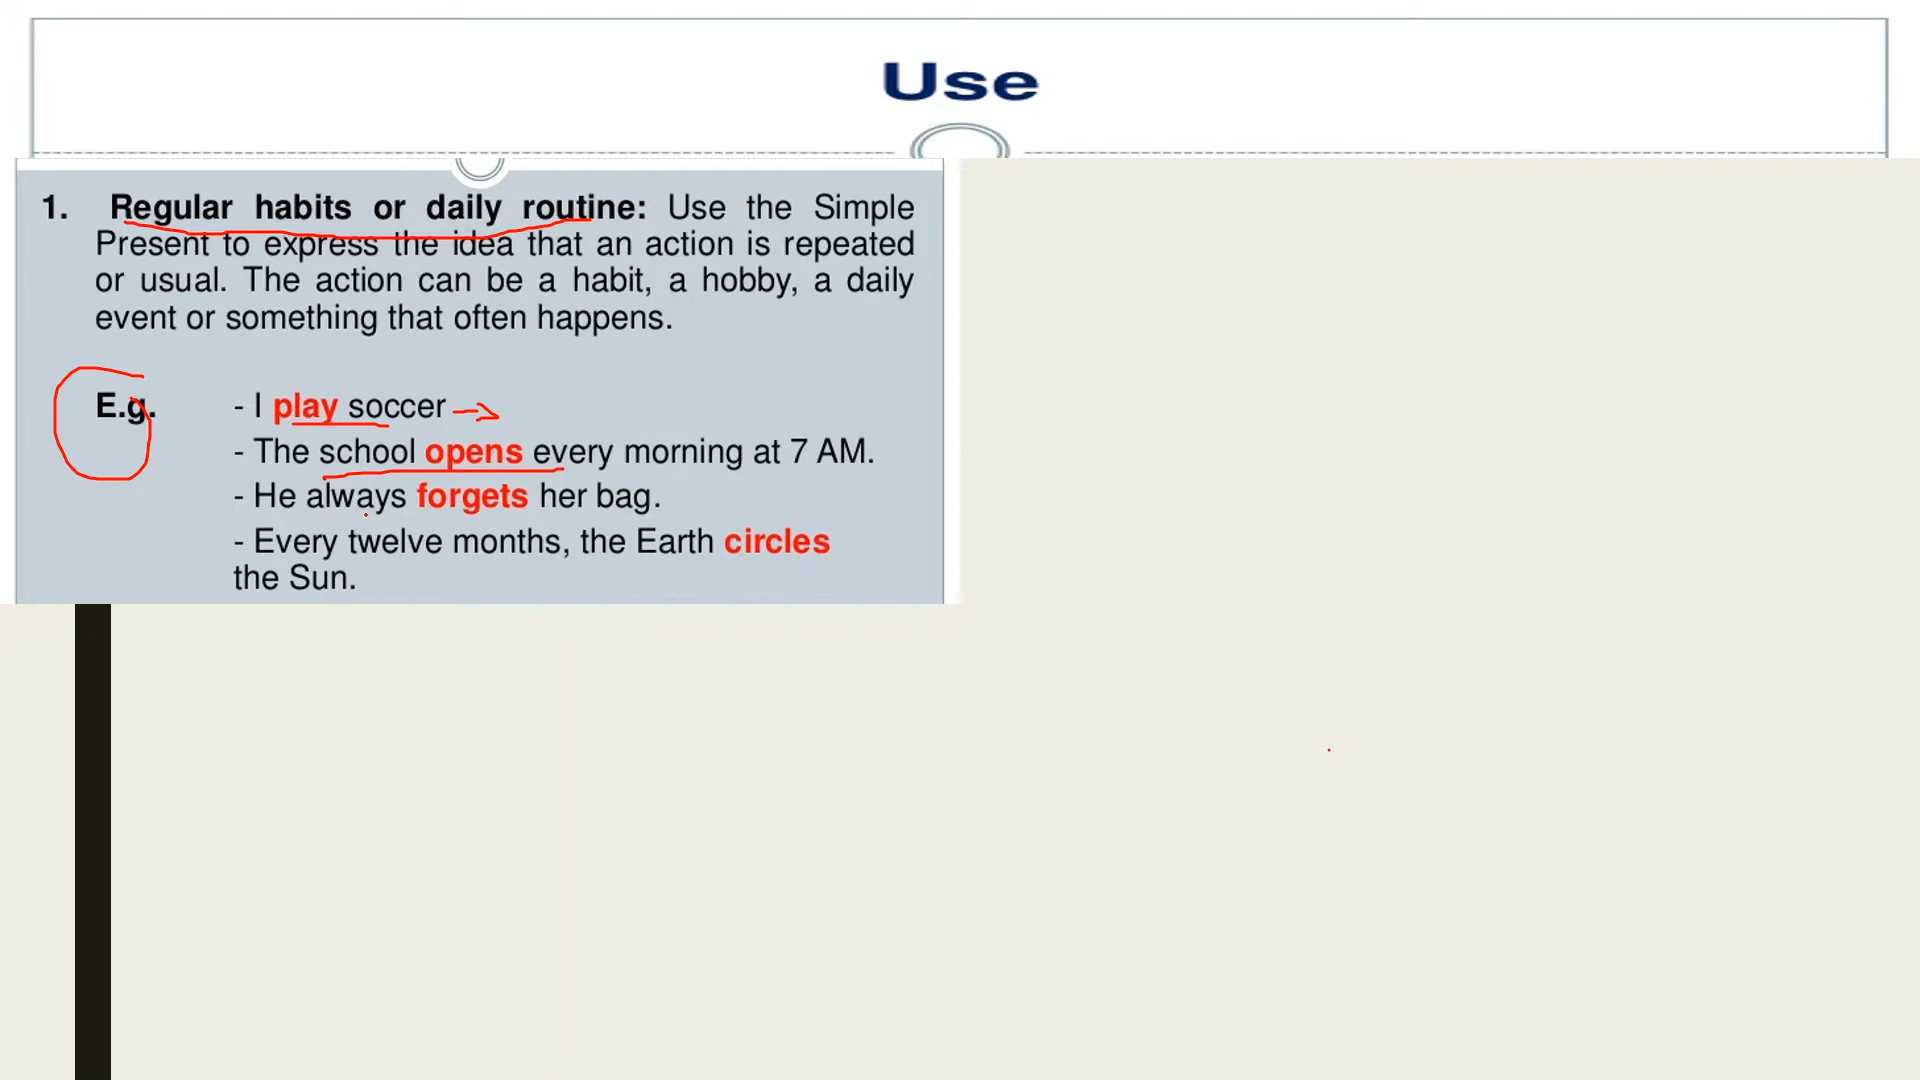 Use
1. Regular habits or daily routine: Use the Simple
Present to express the idea that an action is repeated
or usual. The action can be a habit, a hobby, a daily
event or something that often happens.
E.g. - I play soccer
- The school opens every morning at 7 AM.
- He always forgets her bag.
- Every twelve months, the Earth circles
the Sun.